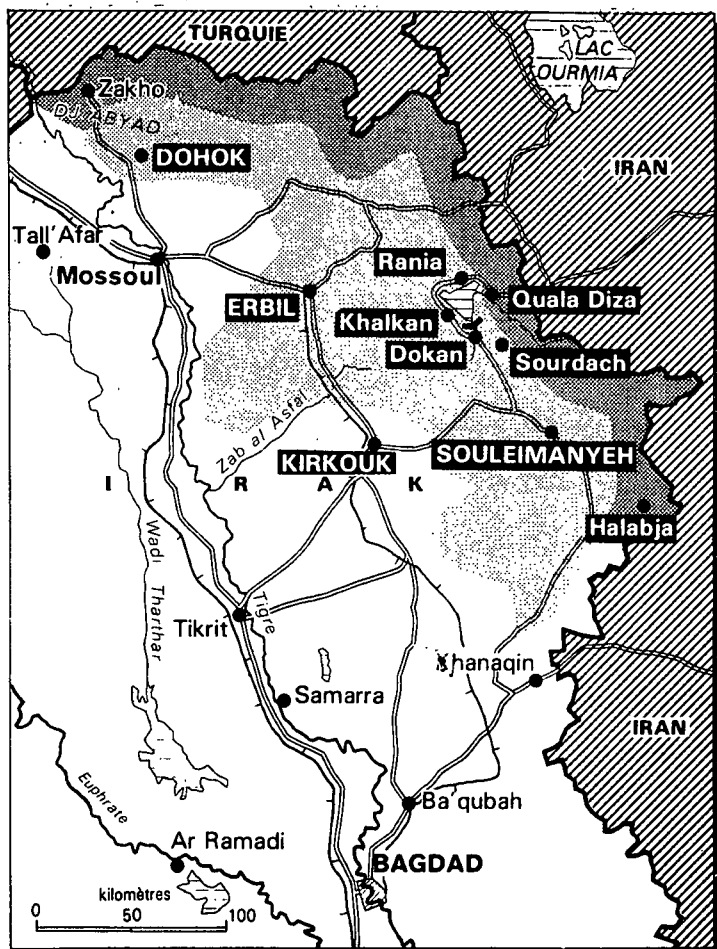 TURQUIE
LAC
OURMIA
Zakho
DJ ABYAD
DOHOK
IRAN
Tall'Afar
Mossoul
Rania
ERBIL
Quala Diza
Khalkan
Dokan
Sourdach
Zab al Asfal
KIRKOUK
SOULEIMANYEH
I R A K
Halabja
Wadi Tharthar
Tigre
Tikrit
Khanaqin
Samarra
IRAN
Euphrate
Ba'qubah
Ar Ramadi
BAGDAD
kilomètres
0 50 100